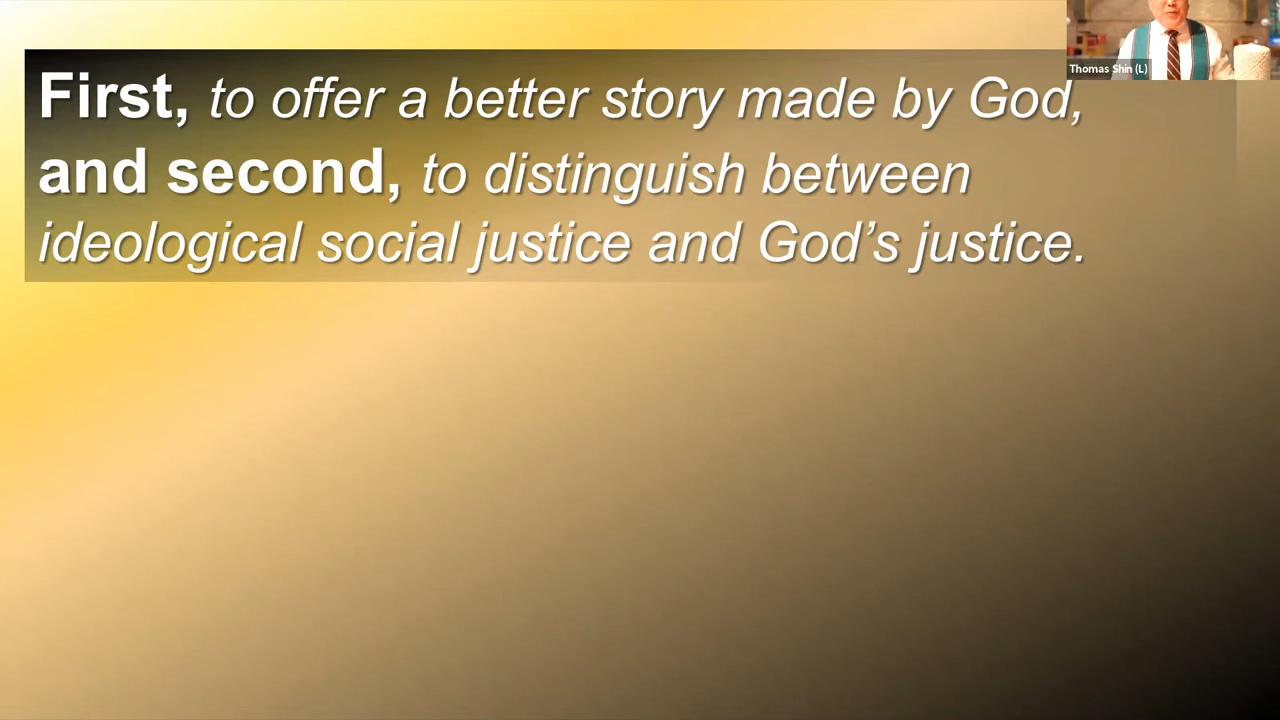 Thomas Shin (L)
First, to offer a better story made by God,
and second, to distinguish between
ideological social justice and God’s justice.